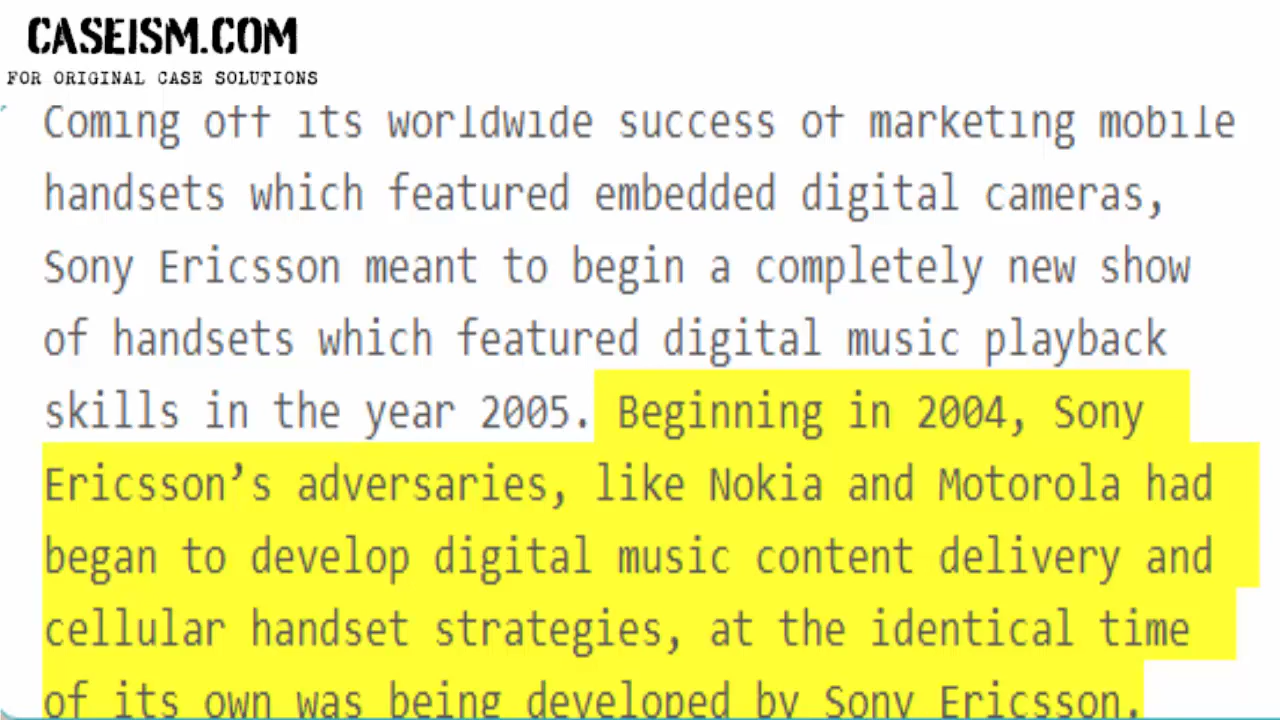 CASEISM.COM
FOR ORIGINAL CASE SOLUTIONS
Coming off its worldwide success of marketing mobile
handsets which featured embedded digital cameras,
Sony Ericsson meant to begin a completely new show
of handsets which featured digital music playback
skills in the year 2005. Beginning in 2004, Sony
Ericsson’s adversaries, like Nokia and Motorola had
began to develop digital music content delivery and
cellular handset strategies, at the identical time
of its own was being developed by Sony Ericsson.